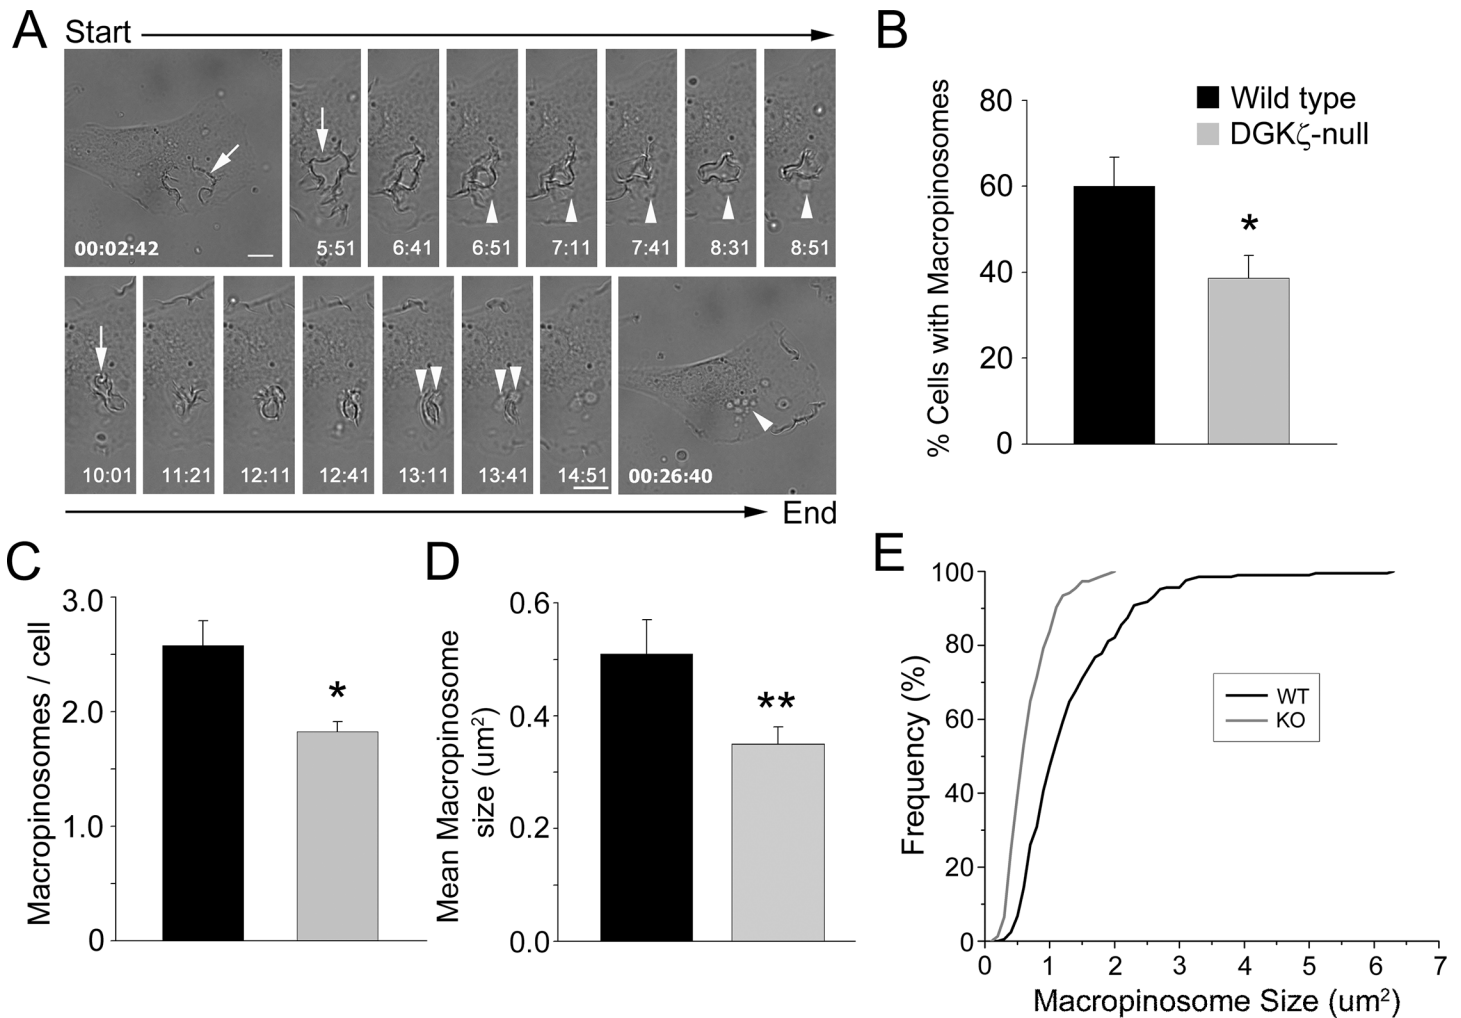 A
Start
00:02:42
5:51
6:41
6:51
7:11
7:41
8:31
8:51
10:01
11:21
12:11
12:41
13:11
13:41
14:51
00:26:40
End
B
% Cells with Macropinosomes
80
60
40
20
0
Wild type
DGKζ-null
*
C
Macropinosomes / cell
3.0
2.0
1.0
0
*
D
Mean Macropinosome
size (um²)
0.6
0.4
0.2
0.0
**
E
Frequency (%)
100
80
60
40
20
0
WT
KO
0 1 2 3 4 5 6 7
Macropinosome Size (um²)